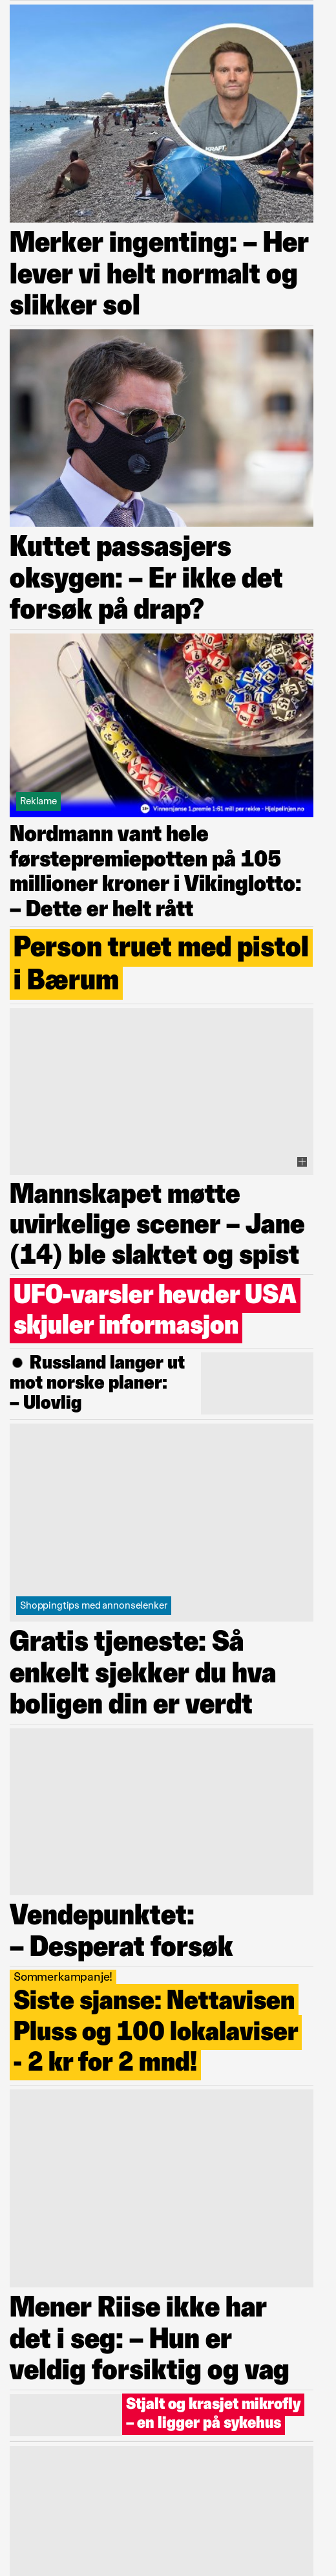 KRAFT
Merker ingenting: – Her
lever vi helt normalt og
slikker sol
Kuttet passasjers
oksygen: – Er ikke det
forsøk på drap?
Reklame
Vinnersjanse 1.premie 1:61 mill per rekke - Hjelpelinjen.no
Nordmann vant hele
førstepremiepotten på 105
millioner kroner i Vikinglotto:
– Dette er helt rått
Person truet med pistol
i Bærum
Mannskapet møtte
uvirkelige scener – Jane
(14) ble slaktet og spist
UFO-varsler hevder USA
skjuler informasjon
Russland langer ut
mot norske planer:
– Ulovlig
Shoppingtips med annonselenker
Gratis tjeneste: Så
enkelt sjekker du hva
boligen din er verdt
Vendepunktet:
– Desperat forsøk
Sommerkampanje!
Siste sjanse: Nettavisen
Pluss og 100 lokalaviser
- 2 kr for 2 mnd!
Mener Riise ikke har
det i seg: – Hun er
veldig forsiktig og vag
Stjalt og krasjet mikrofly
– en ligger på sykehus